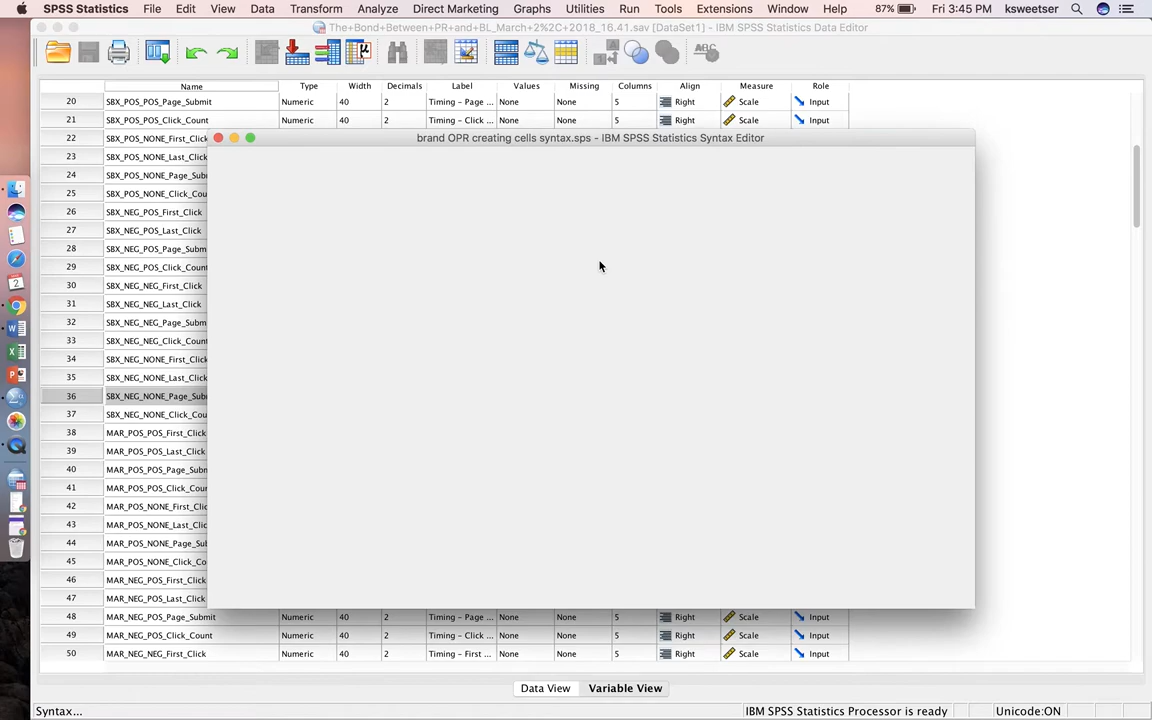 SPSS Statistics File Edit View Data Transform Analyze Direct Marketing Graphs Utilities Run Tools Extensions Window Help 87% Fri 3:45 PM ksweetser
The+Bond+Between+PR+and+BL_March+2%2C+2018_16.41.sav [DataSet1] - IBM SPSS Statistics Data Editor
Name Type Width Decimals Label Values Missing Columns Align Measure Role
20 SBX_POS_POS_Page_Submit Numeric 40 2 Timing - Page ... None None 5 Right Scale Input
21 SBX_POS_POS_Click_Count Numeric 40 2 Timing - Click ... None None 5 Right Scale Input
22 SBX_POS_NONE_First_Click
brand OPR creating cells syntax.sps - IBM SPSS Statistics Syntax Editor
23 SBX_POS_NONE_Last_Click
24 SBX_POS_NONE_Page_Sub
25 SBX_POS_NONE_Click_Cou
26 SBX_NEG_POS_First_Click
27 SBX_NEG_POS_Last_Click
28 SBX_NEG_POS_Page_Subm
29 SBX_NEG_POS_Click_Count
30 SBX_NEG_NEG_First_Click
31 SBX_NEG_NEG_Last_Click
32 SBX_NEG_NEG_Page_Subm
33 SBX_NEG_NEG_Click_Coun
34 SBX_NEG_NONE_First_Click
35 SBX_NEG_NONE_Last_Click
36 SBX_NEG_NONE_Page_Sub
37 SBX_NEG_NONE_Click_Cou
38 MAR_POS_POS_First_Click
39 MAR_POS_POS_Last_Click
40 MAR_POS_POS_Page_Subm
41 MAR_POS_POS_Click_Coun
42 MAR_POS_NONE_First_Clic
43 MAR_POS_NONE_Last_Clic
44 MAR_POS_NONE_Page_Sub
45 MAR_POS_NONE_Click_Co
46 MAR_NEG_POS_First_Click
47 MAR_NEG_POS_Last_Click
48 MAR_NEG_POS_Page_Submit Numeric 40 2 Timing - Page ... None None 5 Right Scale Input
49 MAR_NEG_POS_Click_Count Numeric 40 2 Timing - Click ... None None 5 Right Scale Input
50 MAR_NEG_NEG_First_Click Numeric 40 2 Timing - First ... None None 5 Right Scale Input
Data View Variable View
Syntax... IBM SPSS Statistics Processor is ready Unicode:ON